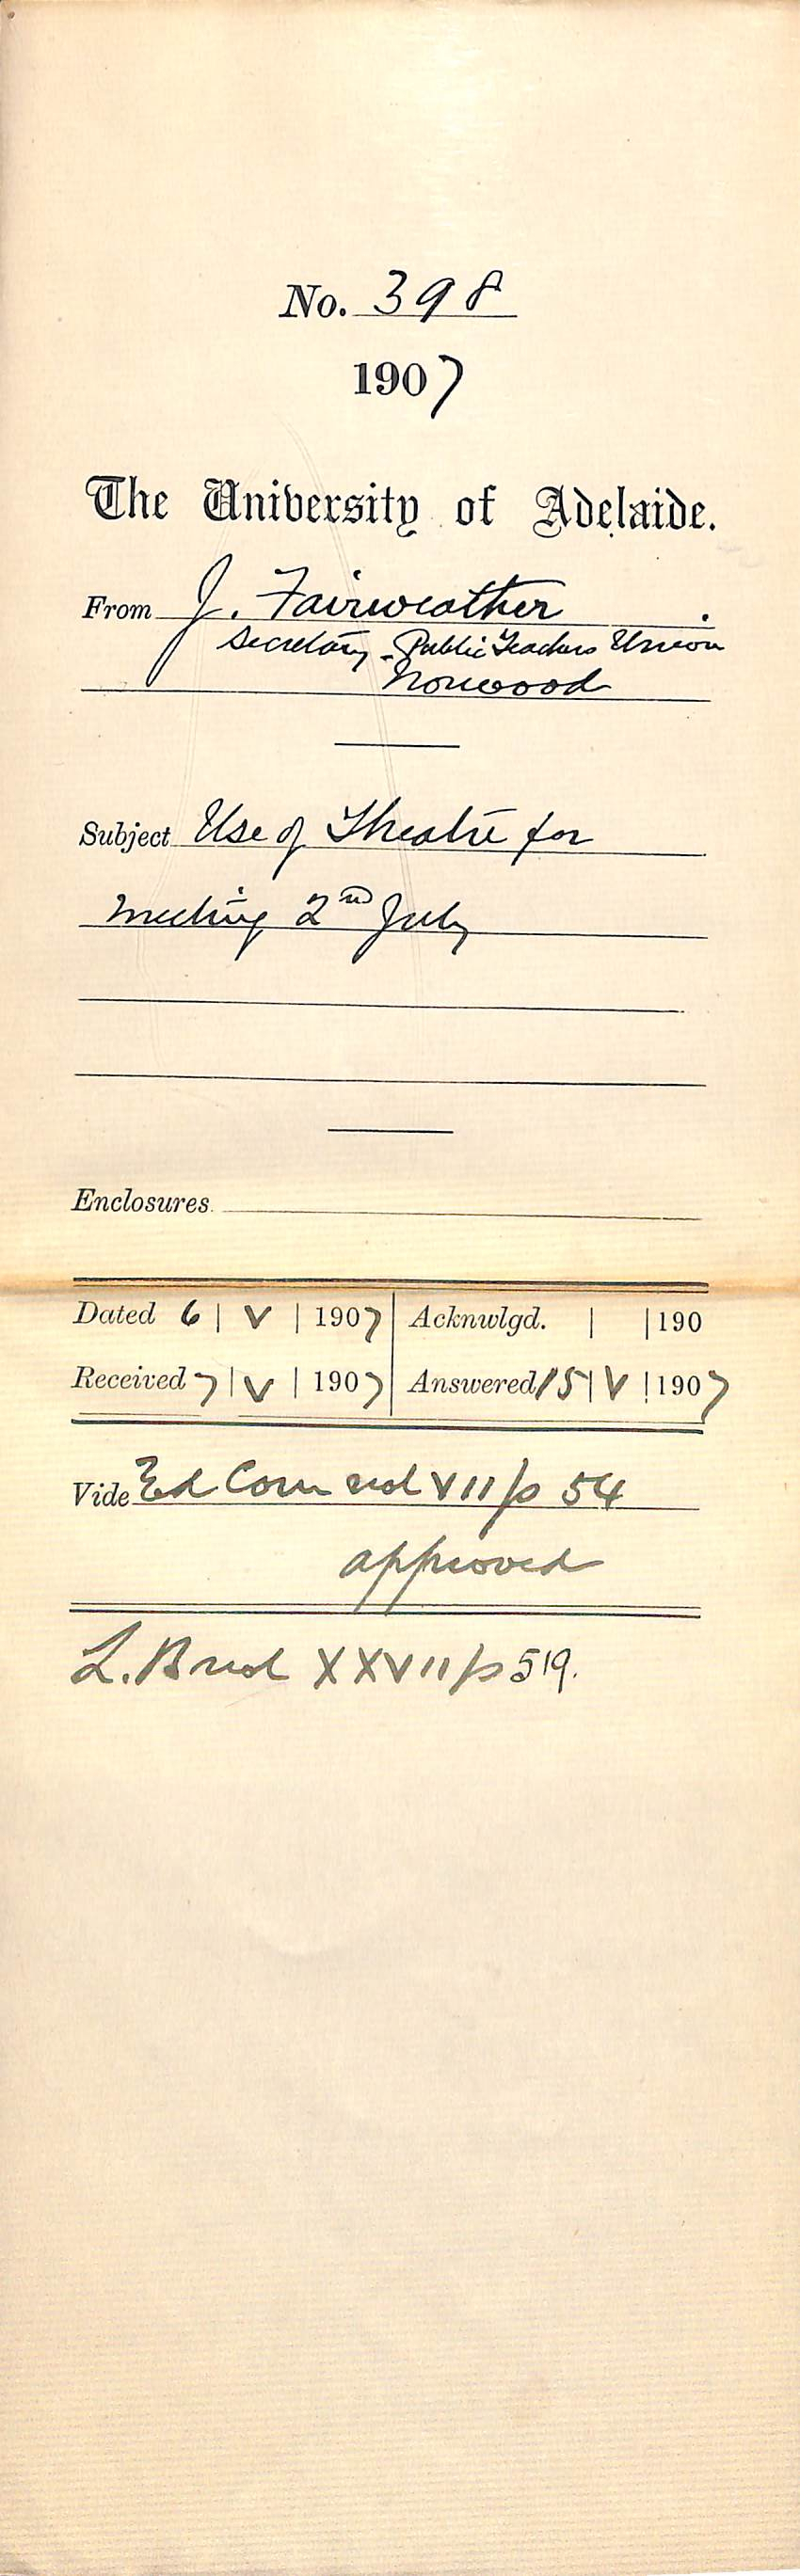 No. 398
1907
The University of Adelaide.
From J. Fairweather
Secretary - Public Teachers Union
Norwood
Subject Use of Theatre for
meeting 2nd July
Enclosures
Dated 6 | V | 1907 Acknwlgd. | | 190
Received 7 | V | 1907 Answered 15 | V | 1907
Vide Ed Com vol VII/p 54
approved
L.B vol XXVII/p 519.